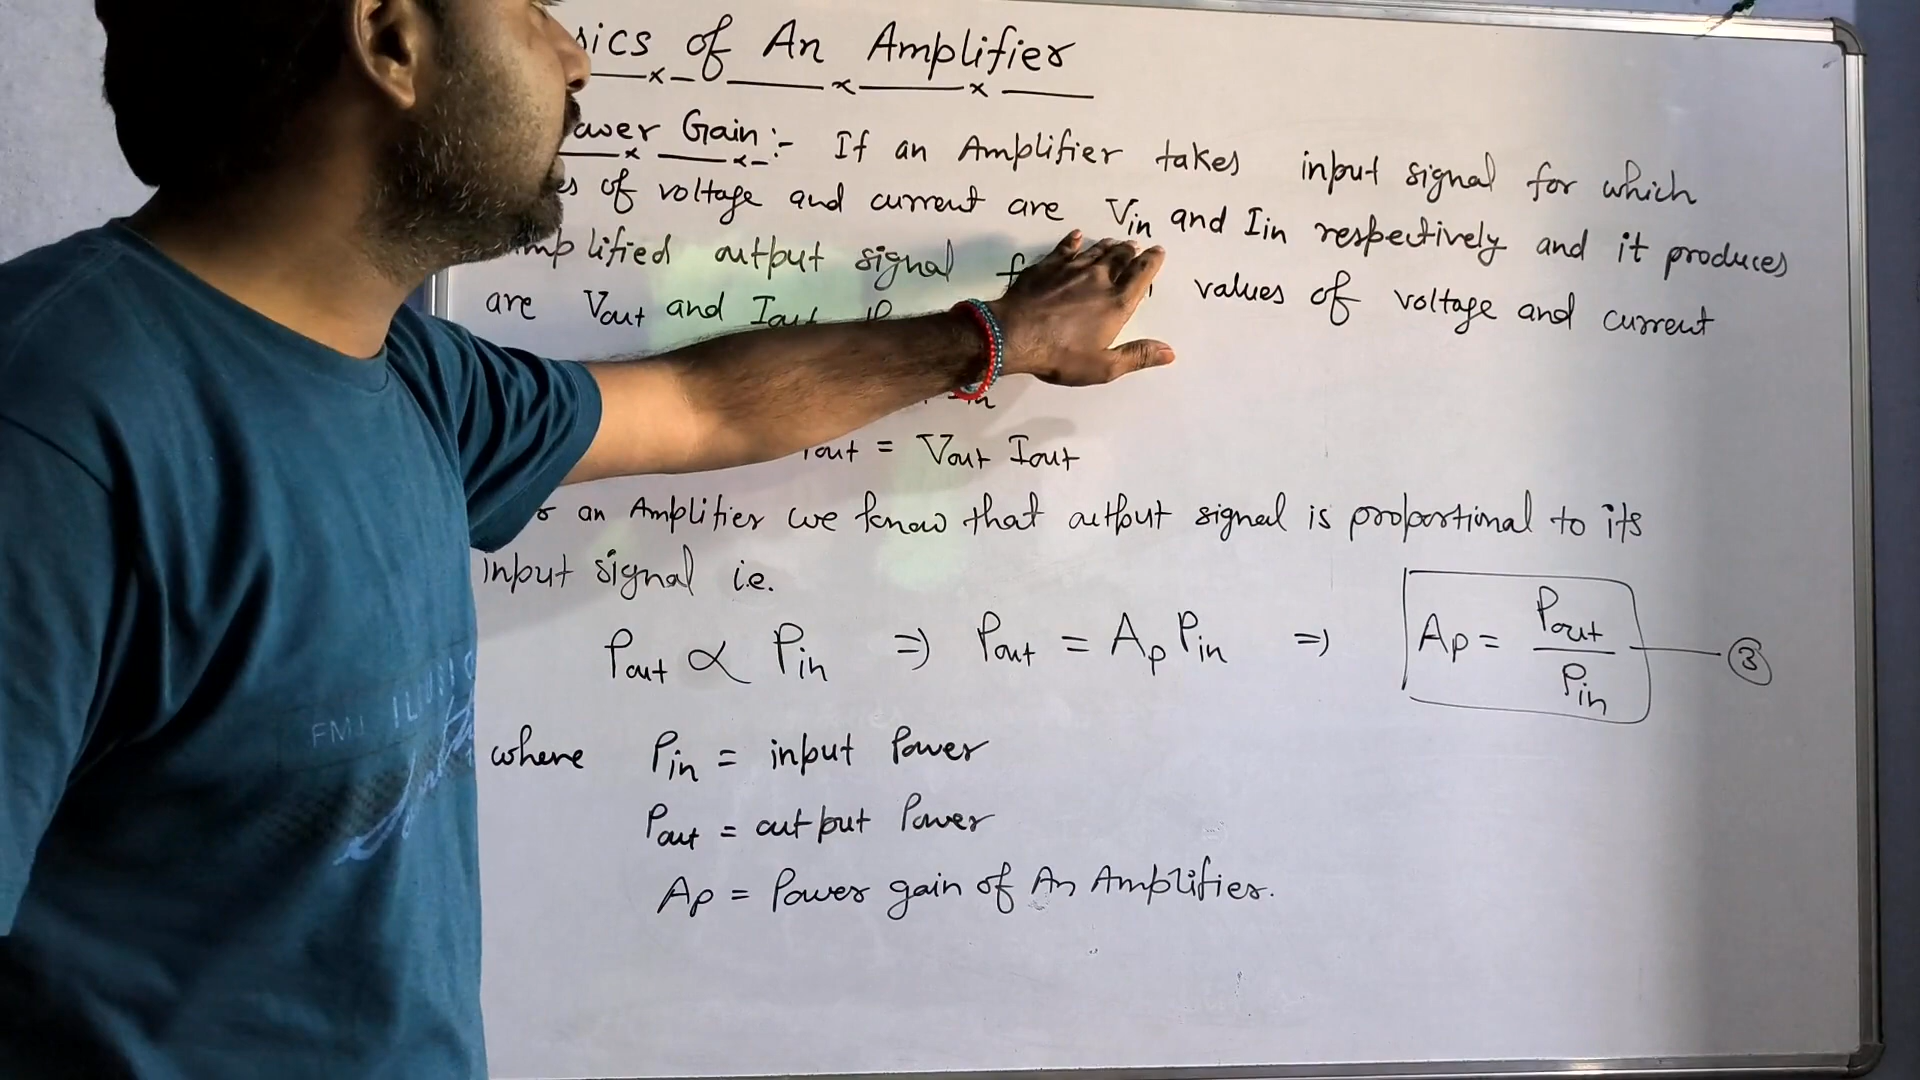 of An Amplifier
Gain :- If an Amplifier takes input signal for which
of voltage and current are Vin and Iin respectively and it produces
output signal values of voltage and current
are Vout and Iout
= Vout Iout
an Amplifier we know that output signal is proportional to its
input signal i.e.
Pout ∝ Pin ⇒ Pout = Ap Pin ⇒ Ap = Pout/Pin — ③
where Pin = input Power
Pout = output Power
Ap = Power gain of An Amplifier.